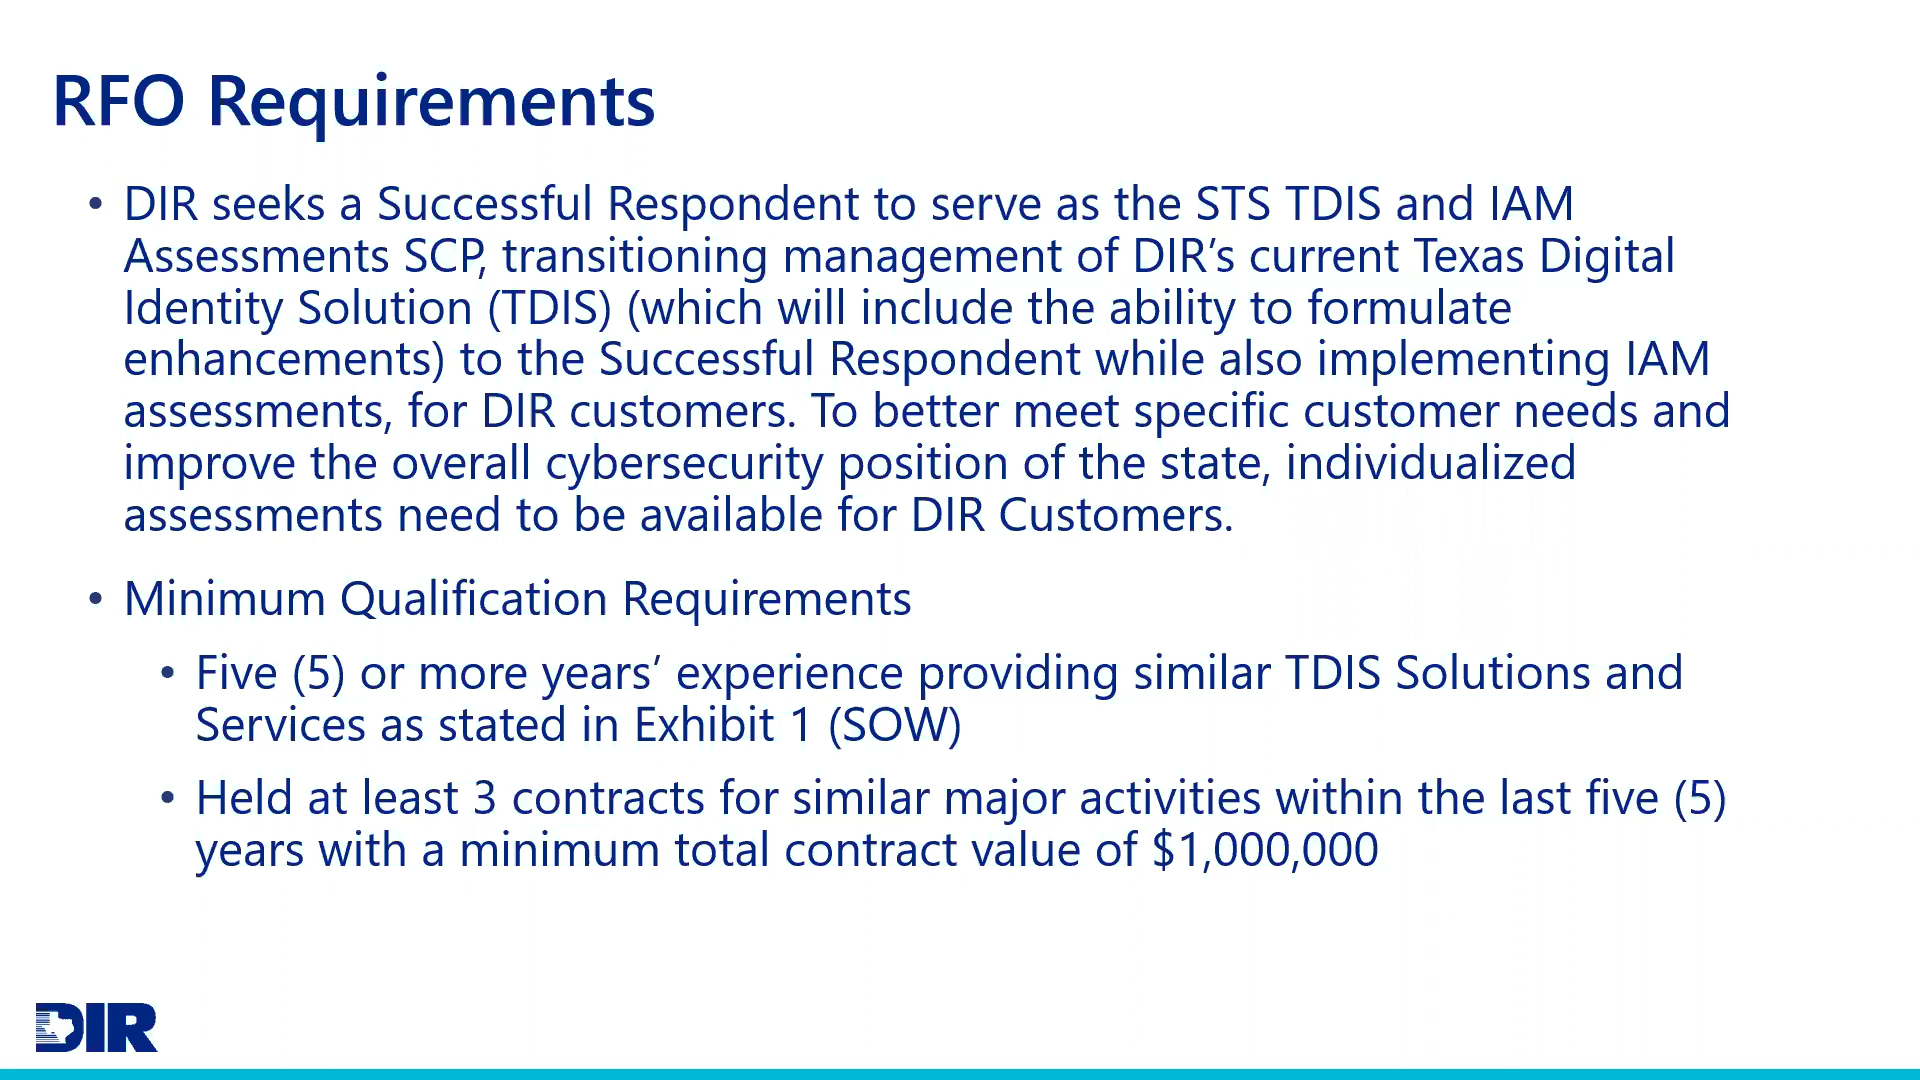 RFO Requirements
• DIR seeks a Successful Respondent to serve as the STS TDIS and IAM
Assessments SCP, transitioning management of DIR’s current Texas Digital
Identity Solution (TDIS) (which will include the ability to formulate
enhancements) to the Successful Respondent while also implementing IAM
assessments, for DIR customers. To better meet specific customer needs and
improve the overall cybersecurity position of the state, individualized
assessments need to be available for DIR Customers.
• Minimum Qualification Requirements
• Five (5) or more years’ experience providing similar TDIS Solutions and
Services as stated in Exhibit 1 (SOW)
• Held at least 3 contracts for similar major activities within the last five (5)
years with a minimum total contract value of $1,000,000
DIR